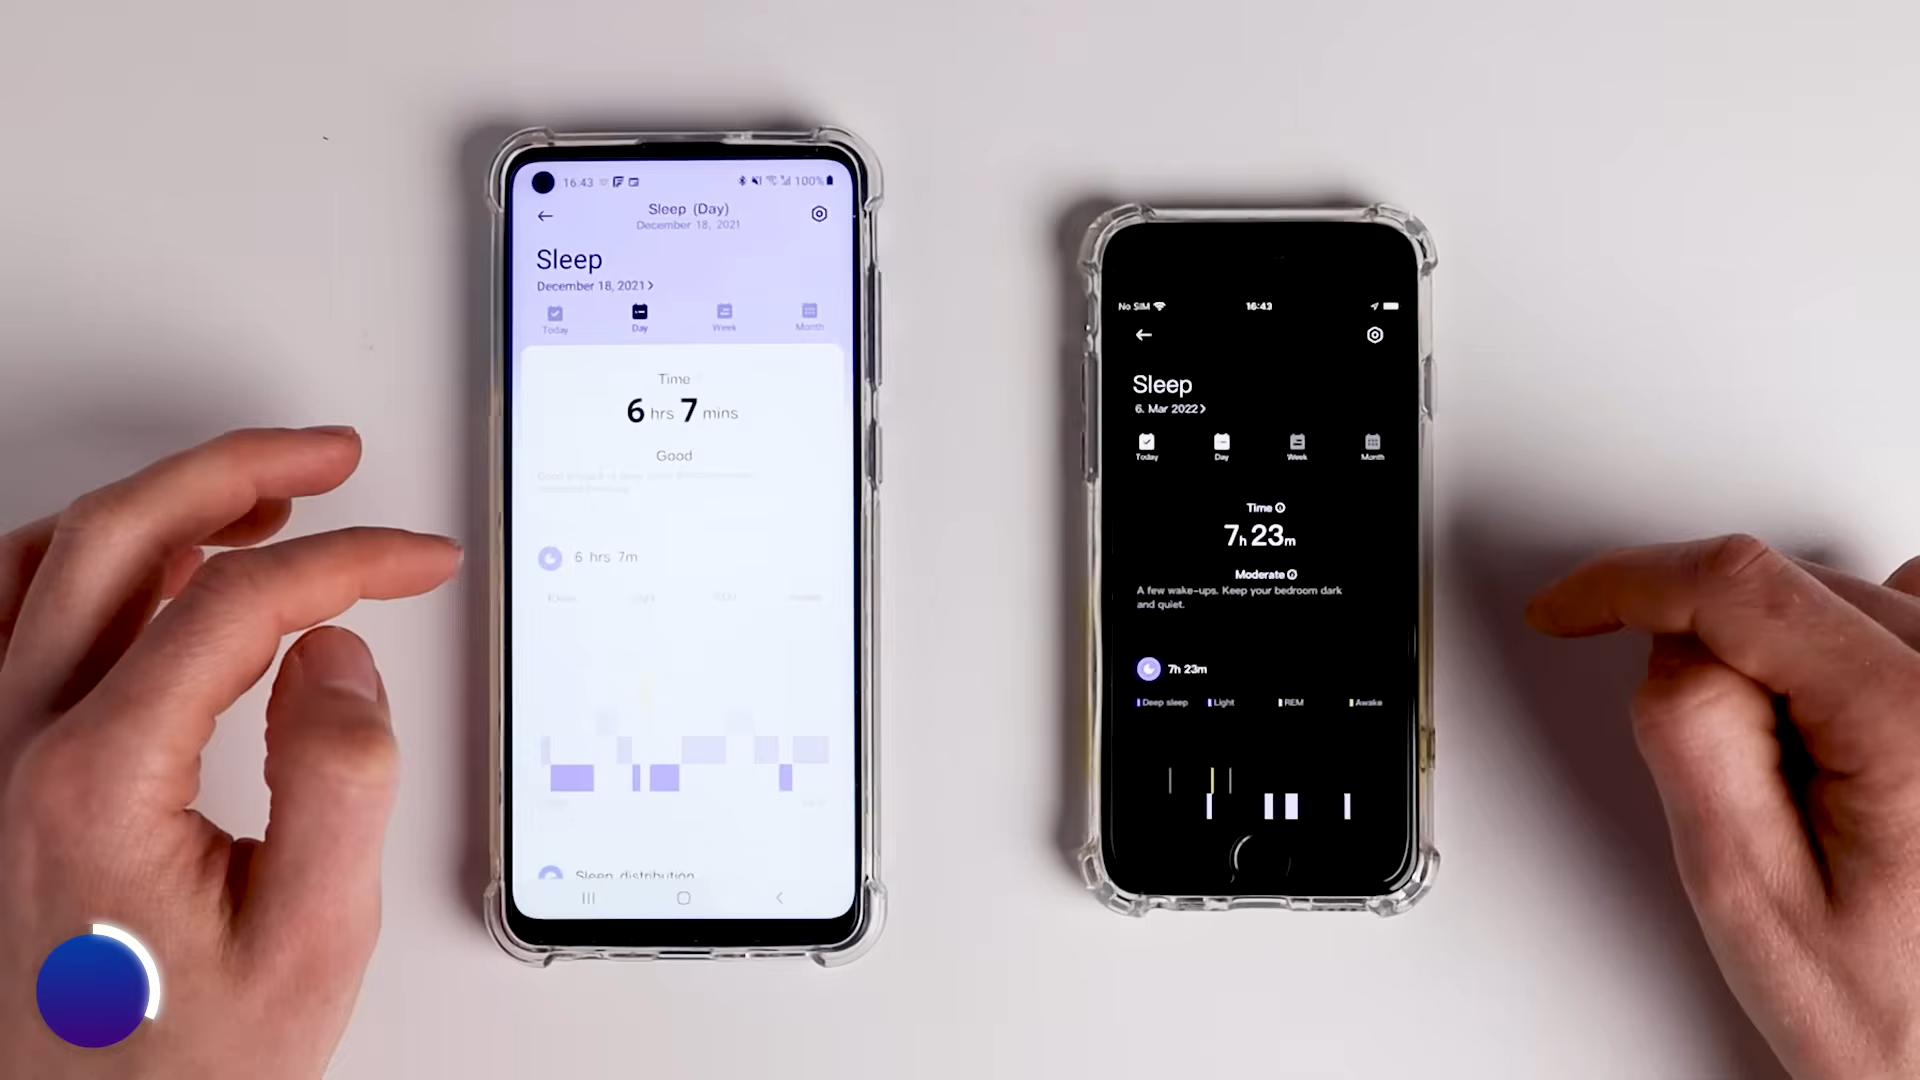 16:43
100%
Sleep (Day)
December 18, 2021
Sleep
December 18, 2021
Today
Day
Week
Month
Time
6 hrs 7 mins
Good
6 hrs 7m
Light
Sleep distribution
No SIM
16:43
Sleep
6. Mar 2022
Today
Day
Week
Month
Time
7h 23m
Moderate
A few wake-ups. Keep your bedroom dark
and quiet.
7h 23m
Deep sleep
Light
REM
Awake